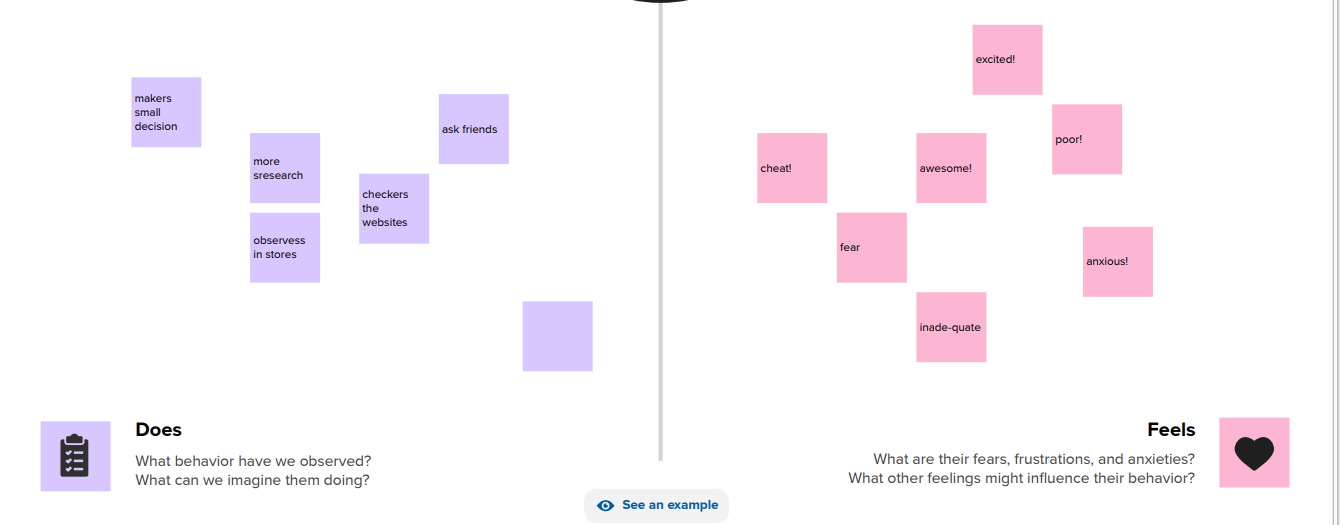 makers
small
decision
more
sresearch
observess
in stores
checkers
the
websites
ask friends
Does
What behavior have we observed?
What can we imagine them doing?
excited!
poor!
cheat!
awesome!
fear
anxious!
inade-quate
Feels
What are their fears, frustrations, and anxieties?
What other feelings might influence their behavior?
See an example